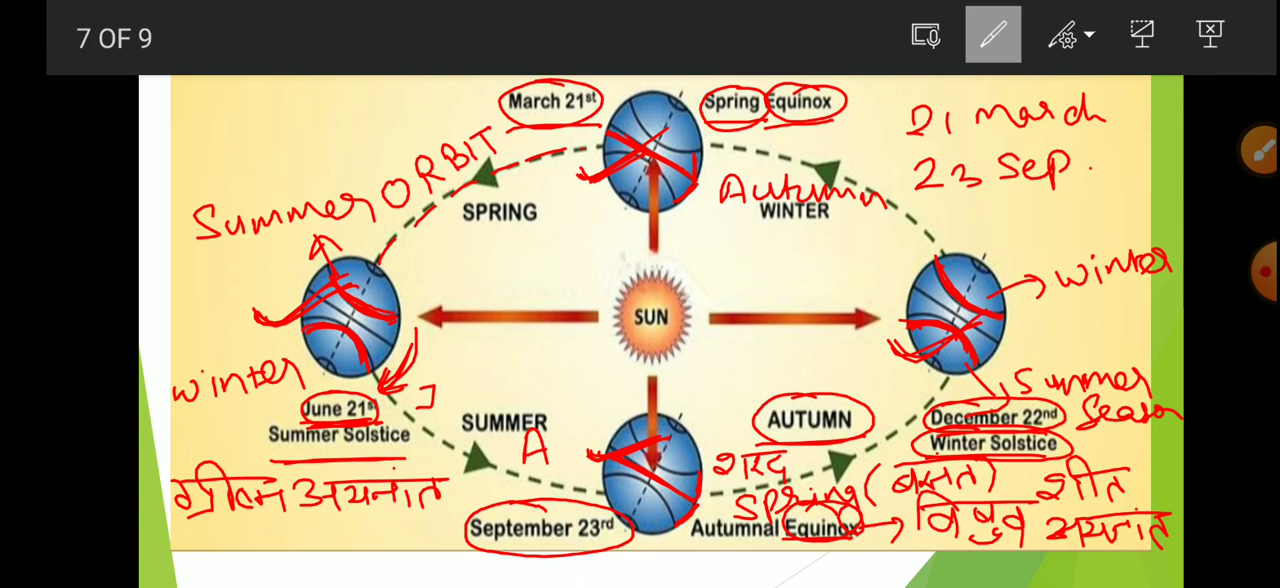 7 OF 9
March 21st
Spring Equinox
21 March
23 Sep.
ORBIT
Summer
SPRING
Autumn
WINTER
winter
SUN
winter
June 21st
Summer Solstice
SUMMER
A
AUTUMN
Summer
Season
December 22nd
Winter Solstice
शरद
Spring (वसन्त)
शीत
अयनांत
September 23rd
Autumnal Equinox
विषुव